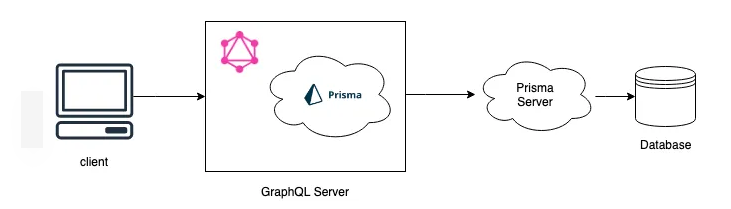 Prisma
Prisma
Server
client
Database
GraphQL Server